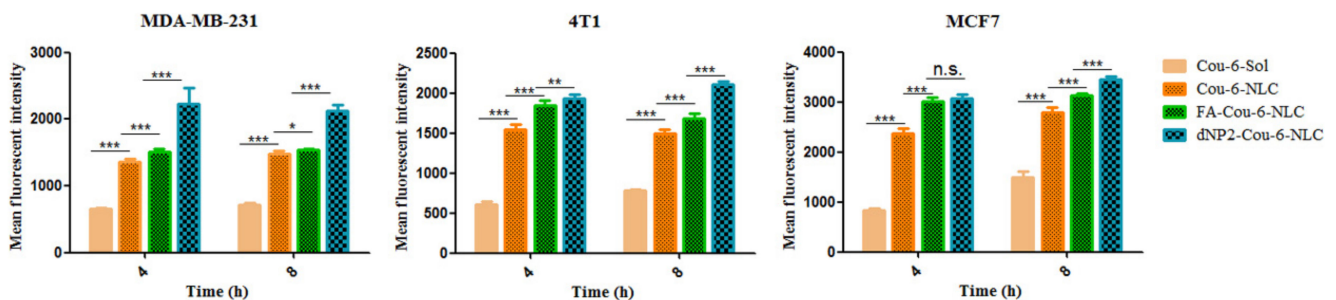 MDA-MB-231
Mean fluorescent intensity
3000
2000
1000
0
***
***
***
***
*
***
4
8
Time (h)
4T1
Mean fluorescent intensity
2500
2000
1500
1000
500
0
***
***
**
***
***
***
4
8
Time (h)
MCF7
Mean fluorescent intensity
4000
3000
2000
1000
0
***
***
n.s.
***
***
***
4
8
Time (h)
Cou-6-Sol
Cou-6-NLC
FA-Cou-6-NLC
dNP2-Cou-6-NLC